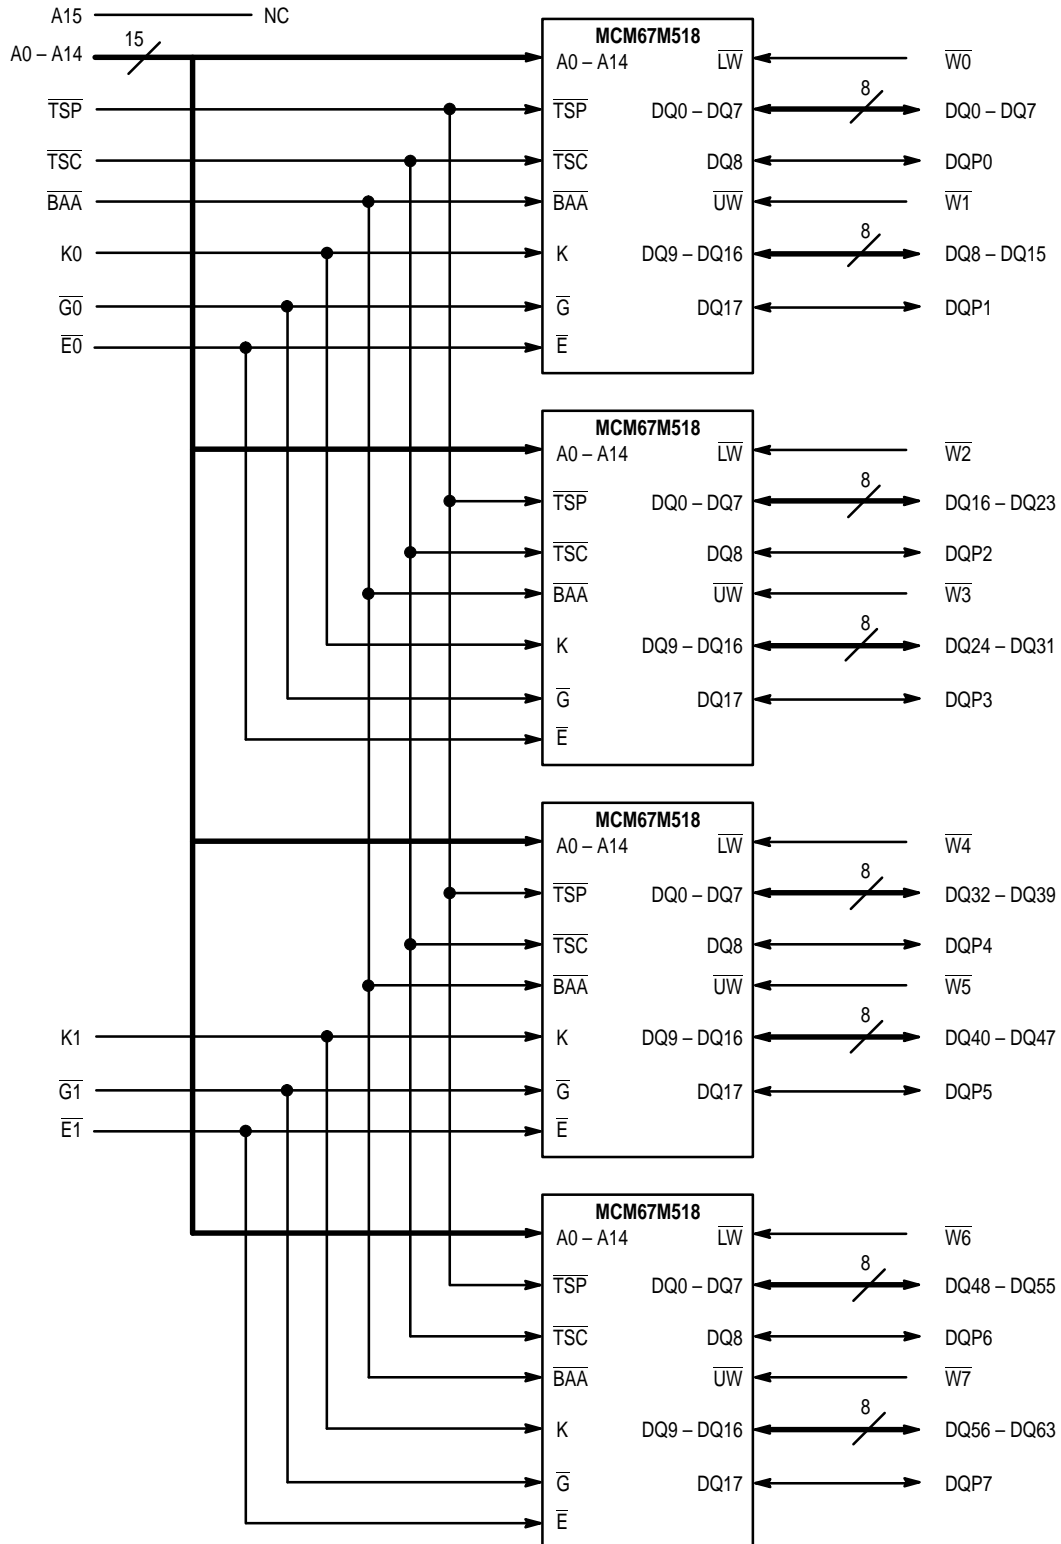 A15 NC
A0 – A14 15
TSP
TSC
BAA
K0
G0
E0
MCM67M518
A0 – A14 LW W0
TSP DQ0 – DQ7 8 DQ0 – DQ7
TSC DQ8 DQP0
BAA UW W1
K DQ9 – DQ16 8 DQ8 – DQ15
G DQ17 DQP1
E
MCM67M518
A0 – A14 LW W2
TSP DQ0 – DQ7 8 DQ16 – DQ23
TSC DQ8 DQP2
BAA UW W3
K DQ9 – DQ16 8 DQ24 – DQ31
G DQ17 DQP3
E
K1
G1
E1
MCM67M518
A0 – A14 LW W4
TSP DQ0 – DQ7 8 DQ32 – DQ39
TSC DQ8 DQP4
BAA UW W5
K DQ9 – DQ16 8 DQ40 – DQ47
G DQ17 DQP5
E
MCM67M518
A0 – A14 LW W6
TSP DQ0 – DQ7 8 DQ48 – DQ55
TSC DQ8 DQP6
BAA UW W7
K DQ9 – DQ16 8 DQ56 – DQ63
G DQ17 DQP7
E